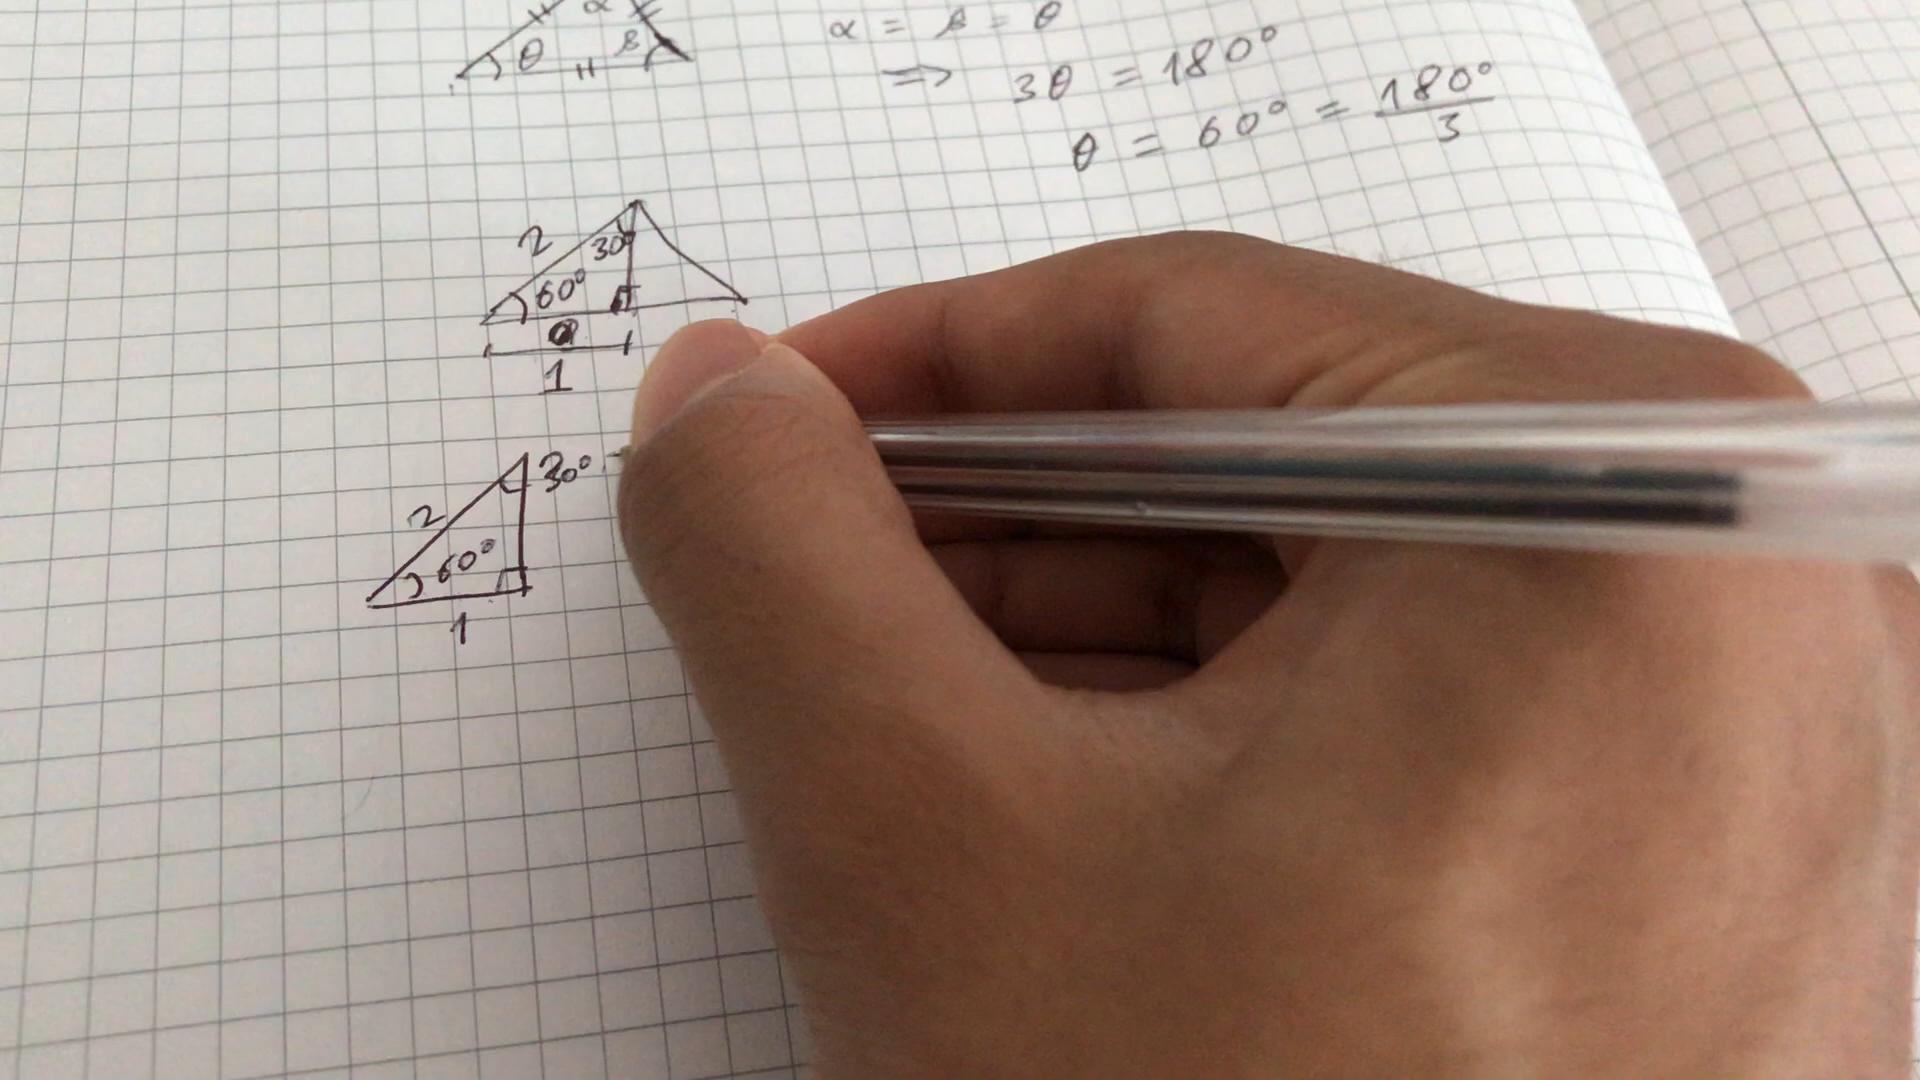 α
θ
β
α = β = θ
=> 3θ = 180°
θ = 60° = 180°/3
2
30°
60°
1
30°
2
60°
1